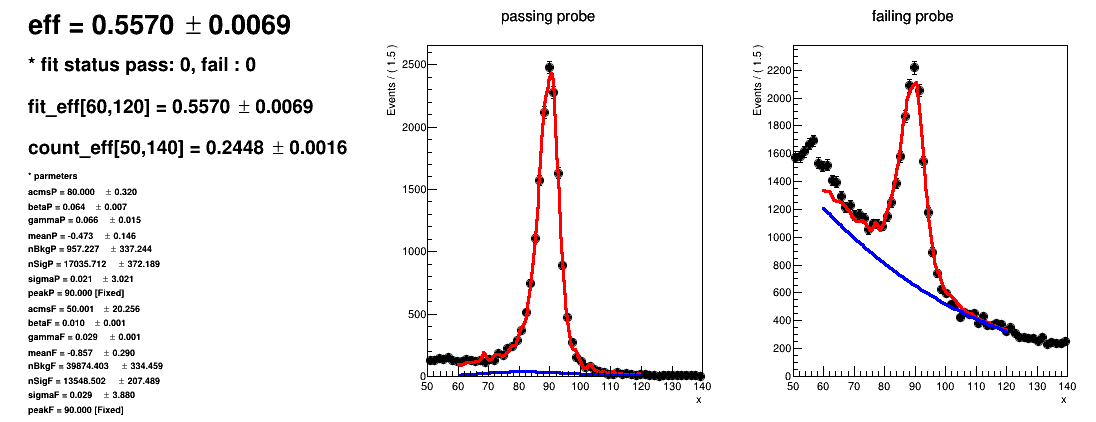 eff = 0.5570 ± 0.0069
* fit status pass: 0, fail : 0
fit_eff[60,120] = 0.5570 ± 0.0069
count_eff[50,140] = 0.2448 ± 0.0016
* parmeters
acmsP = 80.000 ± 0.320
betaP = 0.064 ± 0.007
gammaP = 0.066 ± 0.015
meanP = -0.473 ± 0.146
nBkgP = 957.227 ± 337.244
nSigP = 17035.712 ± 372.189
sigmaP = 0.021 ± 3.021
peakP = 90.000 [Fixed]
acmsF = 50.001 ± 20.256
betaF = 0.010 ± 0.001
gammaF = 0.029 ± 0.001
meanF = -0.857 ± 0.290
nBkgF = 39874.403 ± 334.459
nSigF = 13548.502 ± 207.489
sigmaF = 0.029 ± 3.880
peakF = 90.000 [Fixed]
passing probe
Events / ( 1.5 )
2500
2000
1500
1000
500
0
50 60 70 80 90 100 110 120 130 140
x
failing probe
Events / ( 1.5 )
2200
2000
1800
1600
1400
1200
1000
800
600
400
200
0
50 60 70 80 90 100 110 120 130 140
x